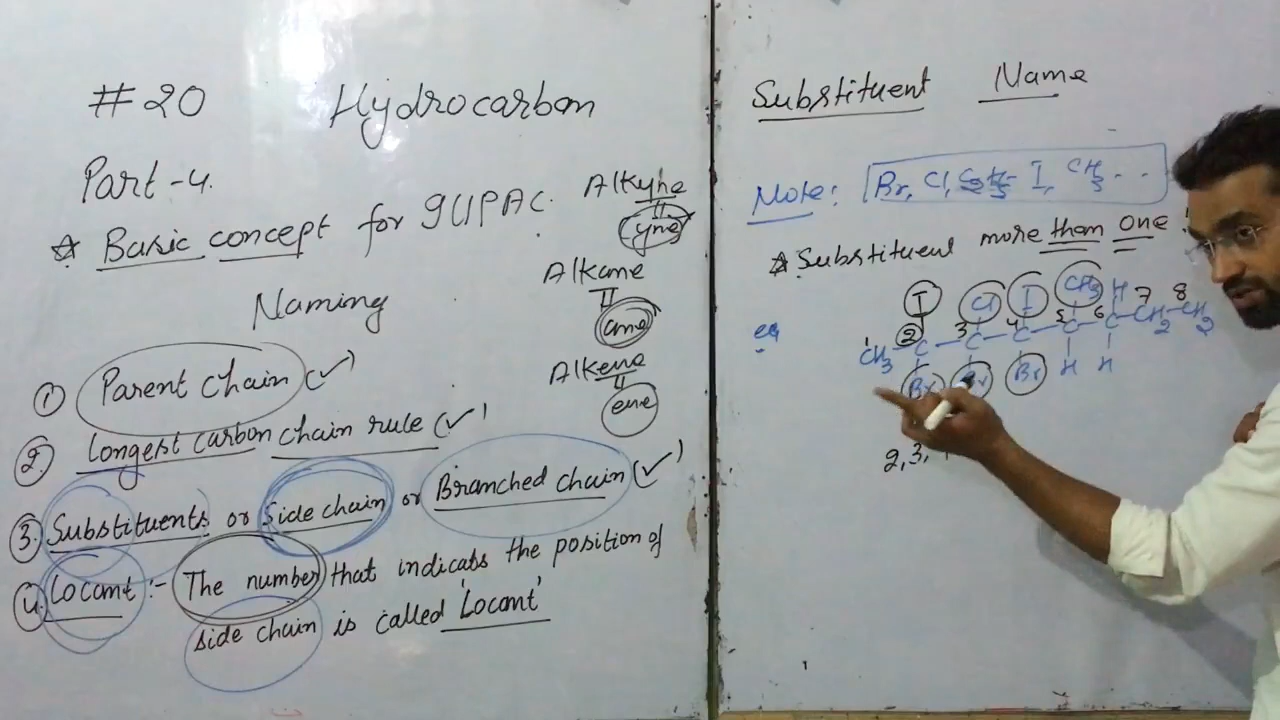 #20 Hydrocarbon
Part-4.
☆ Basic concept for IUPAC.
Naming
Alkyne
yne
Alkane
ane
Alkene
ene
① Parent chain (✓)
② longest carbon chain rule (✓)
③ Substituents or Side chain or Branched chain (✓)
④ Locant :- The number that indicats the position of
side chain is called 'Locant'
Substituent Name
Note: Br, Cl, I, CH3 ...
☆ Substituent more than one
I Cl I CH3 H
eg
1 2 3 4 5 6 7 8
CH3 - C - C - C - C - C - CH2 - CH2
Br Br Br H H
2, 3,